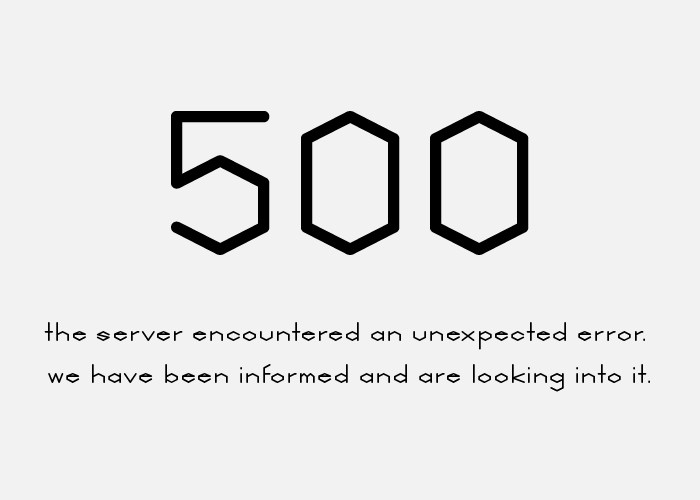 500
the server encountered an unexpected error.
we have been informed and are looking into it.